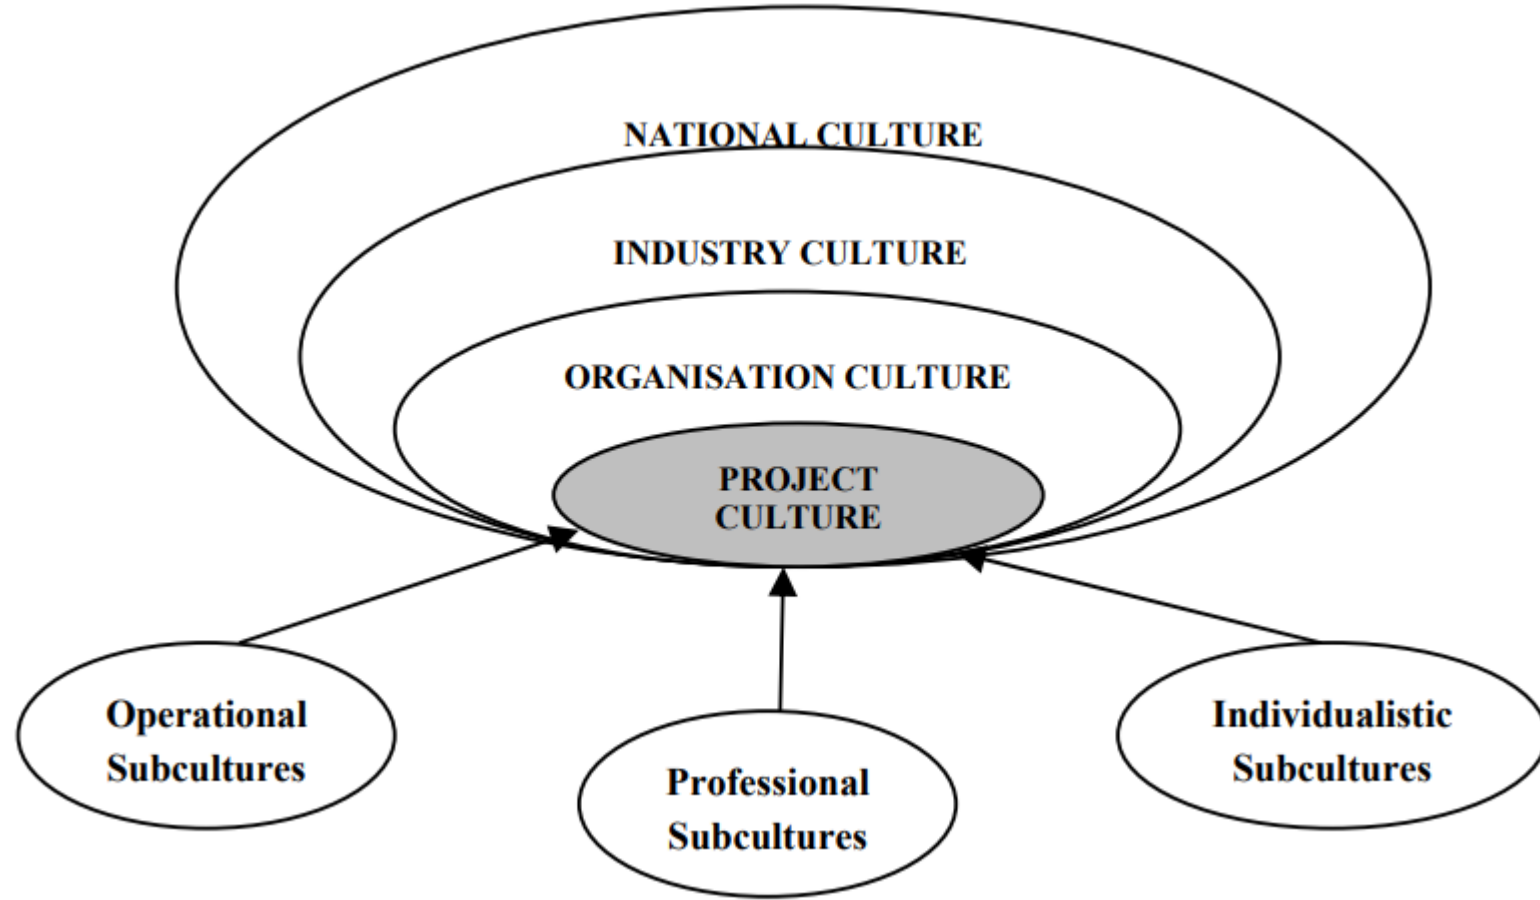 NATIONAL CULTURE
INDUSTRY CULTURE
ORGANISATION CULTURE
PROJECT
CULTURE
Operational
Subcultures
Professional
Subcultures
Individualistic
Subcultures